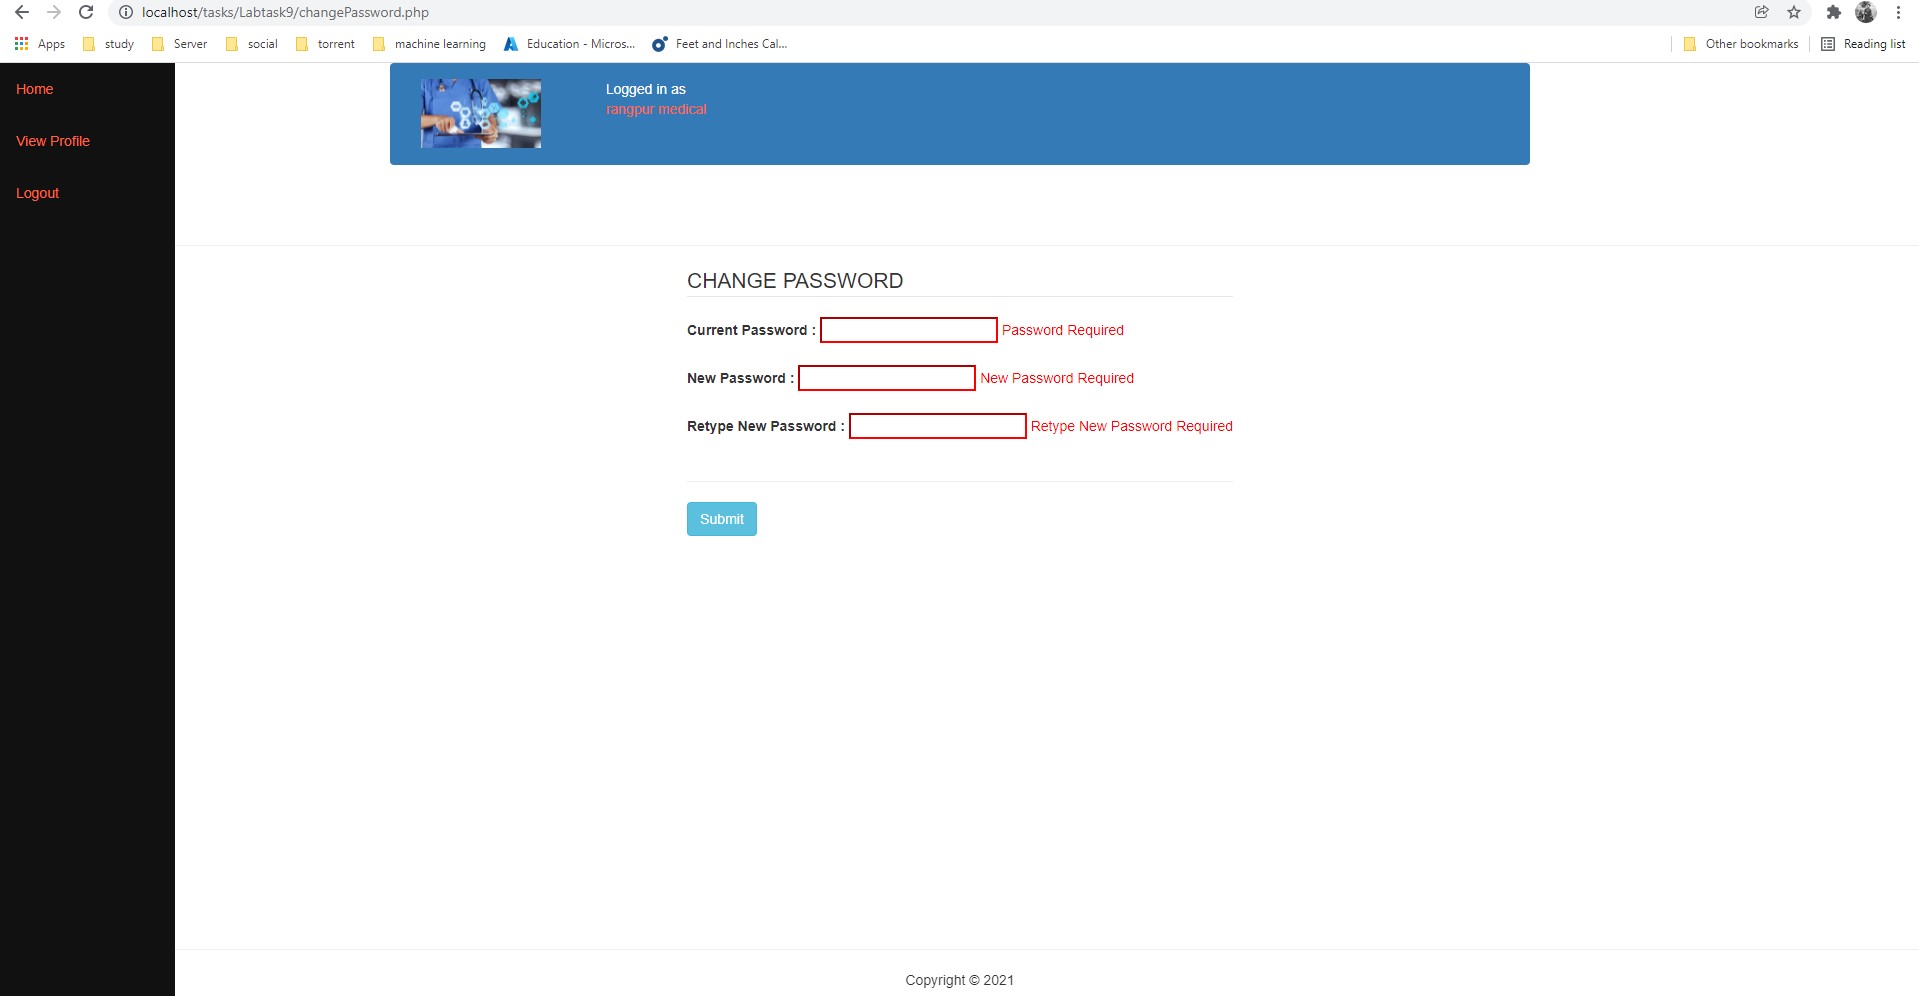 localhost/tasks/Labtask9/changePassword.php
Apps study Server social torrent machine learning Education - Micros... Feet and Inches Cal... Other bookmarks Reading list
Home
View Profile
Logout
Logged in as
rangpur medical
CHANGE PASSWORD
Current Password : Password Required
New Password : New Password Required
Retype New Password : Retype New Password Required
Submit
Copyright © 2021